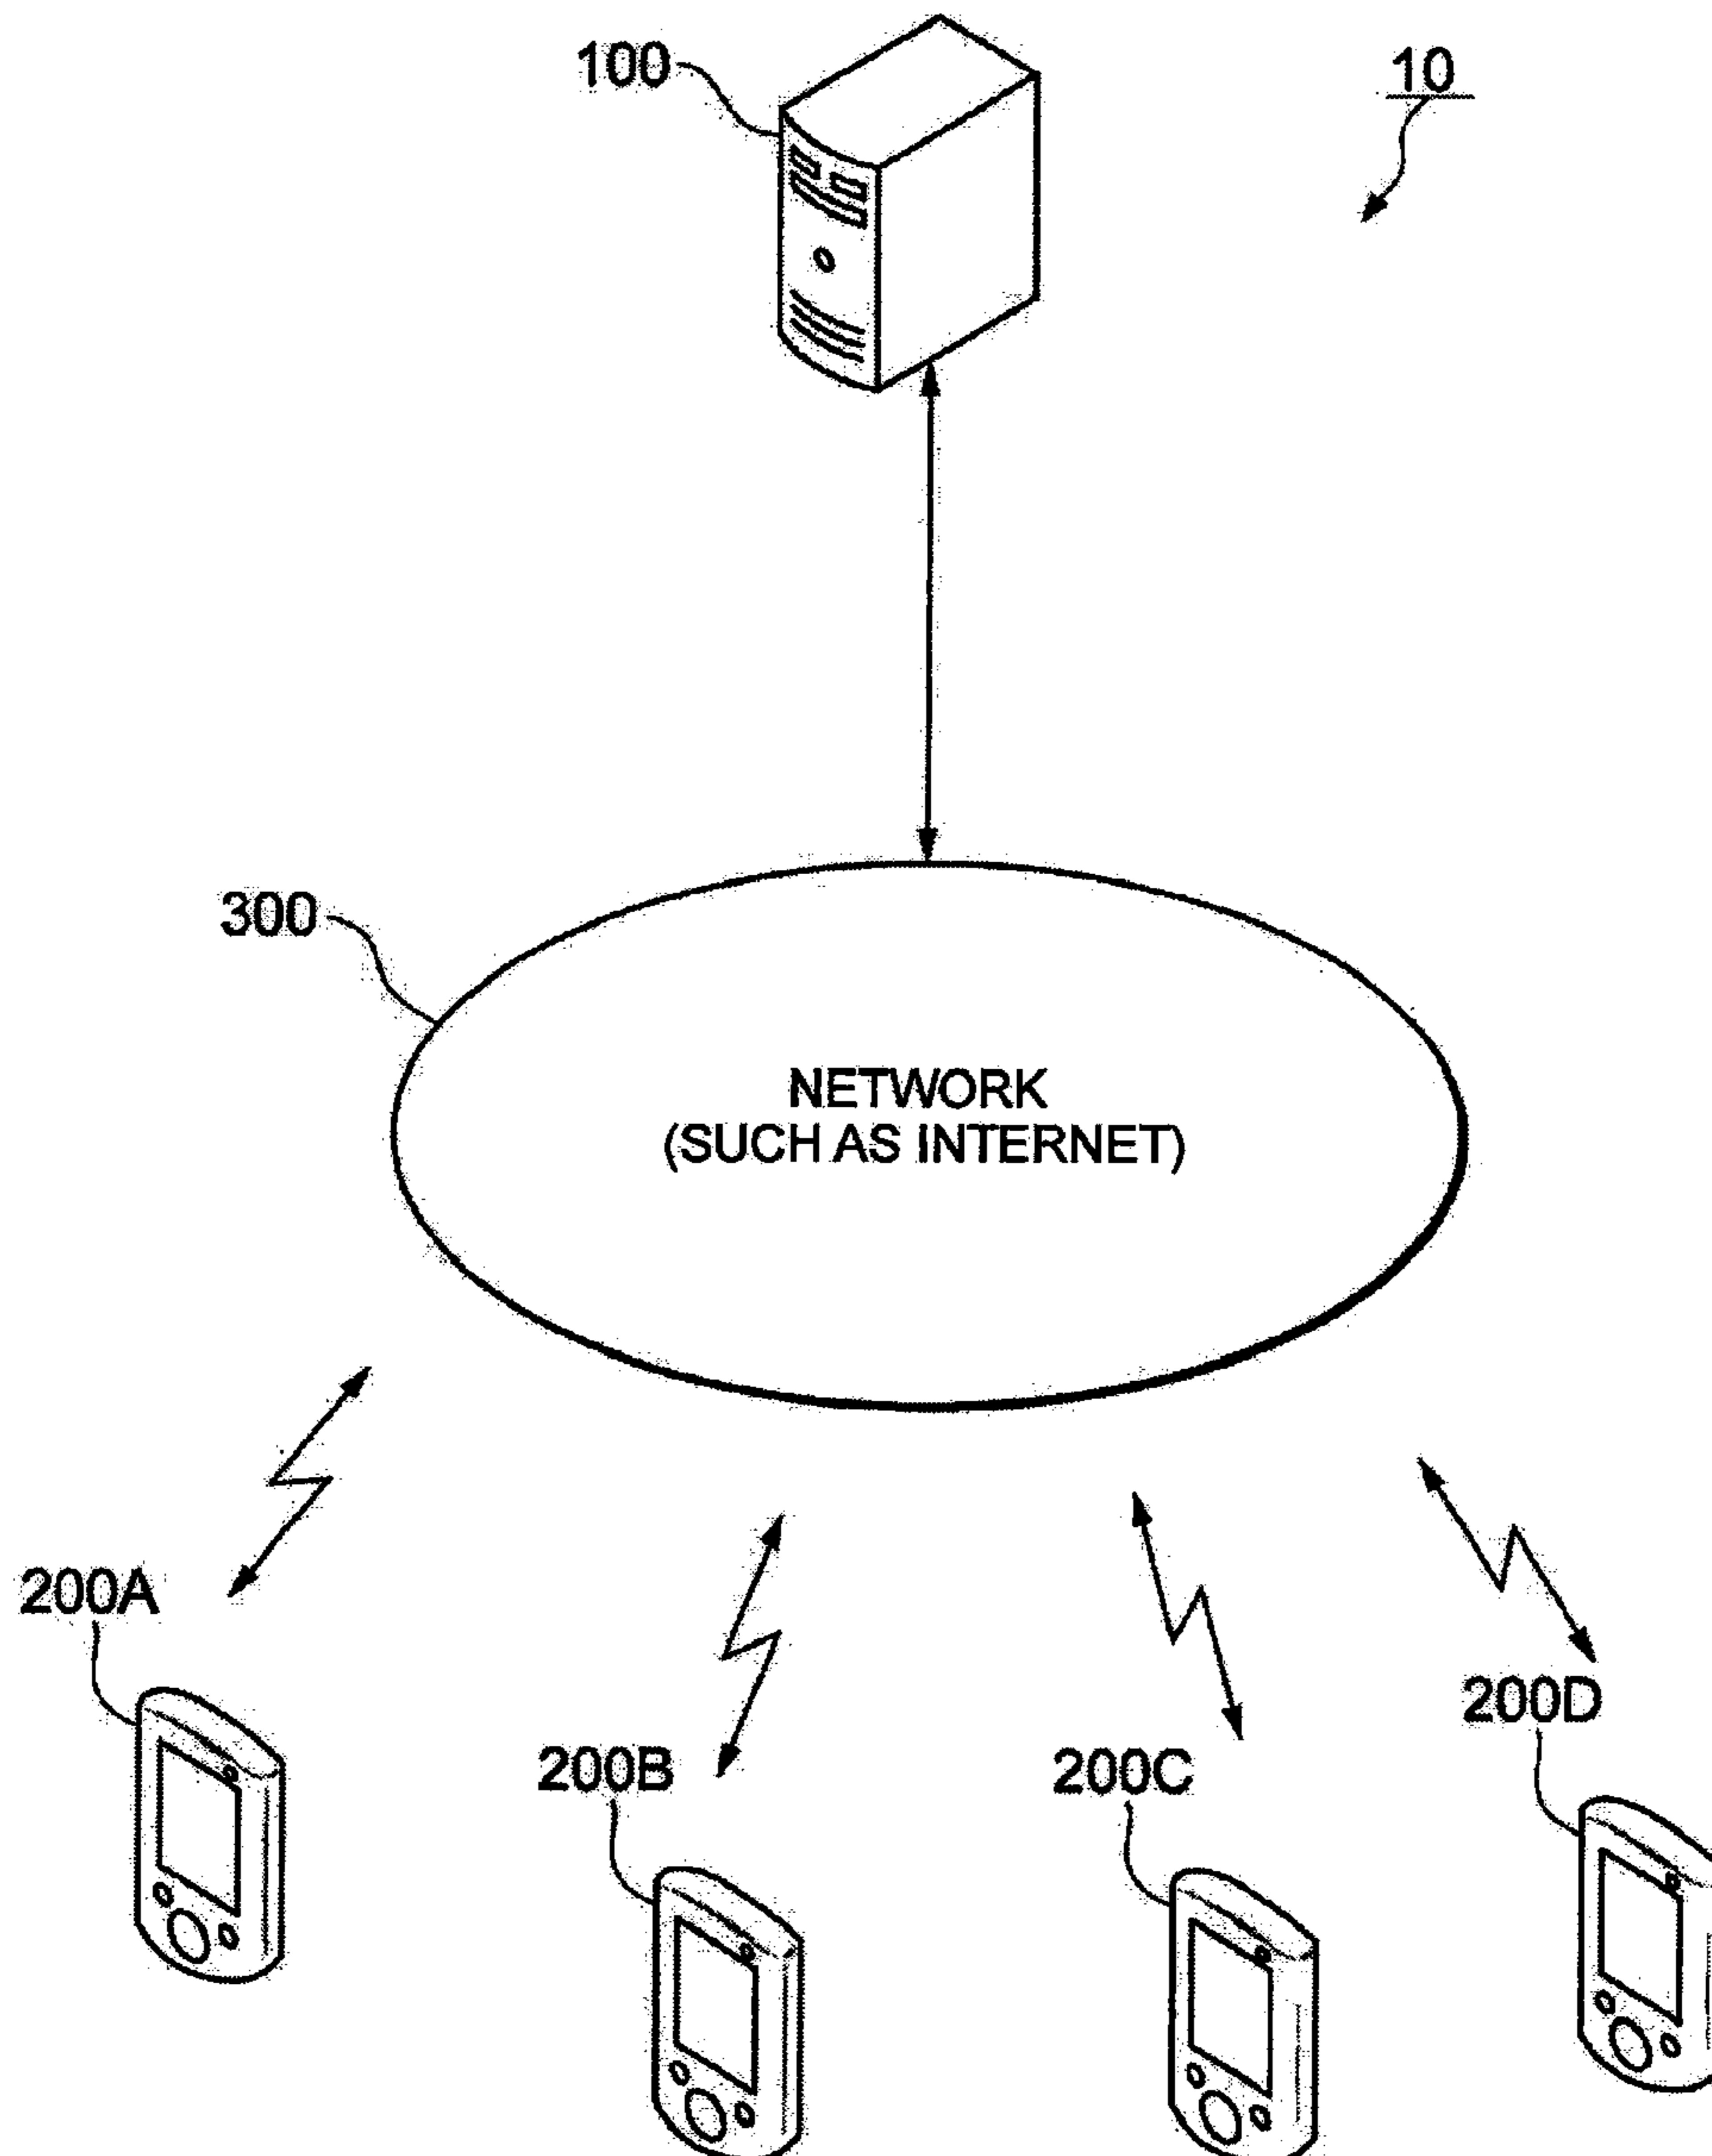 100
10
300
NETWORK
(SUCH AS INTERNET)
200A
200B
200C
200D